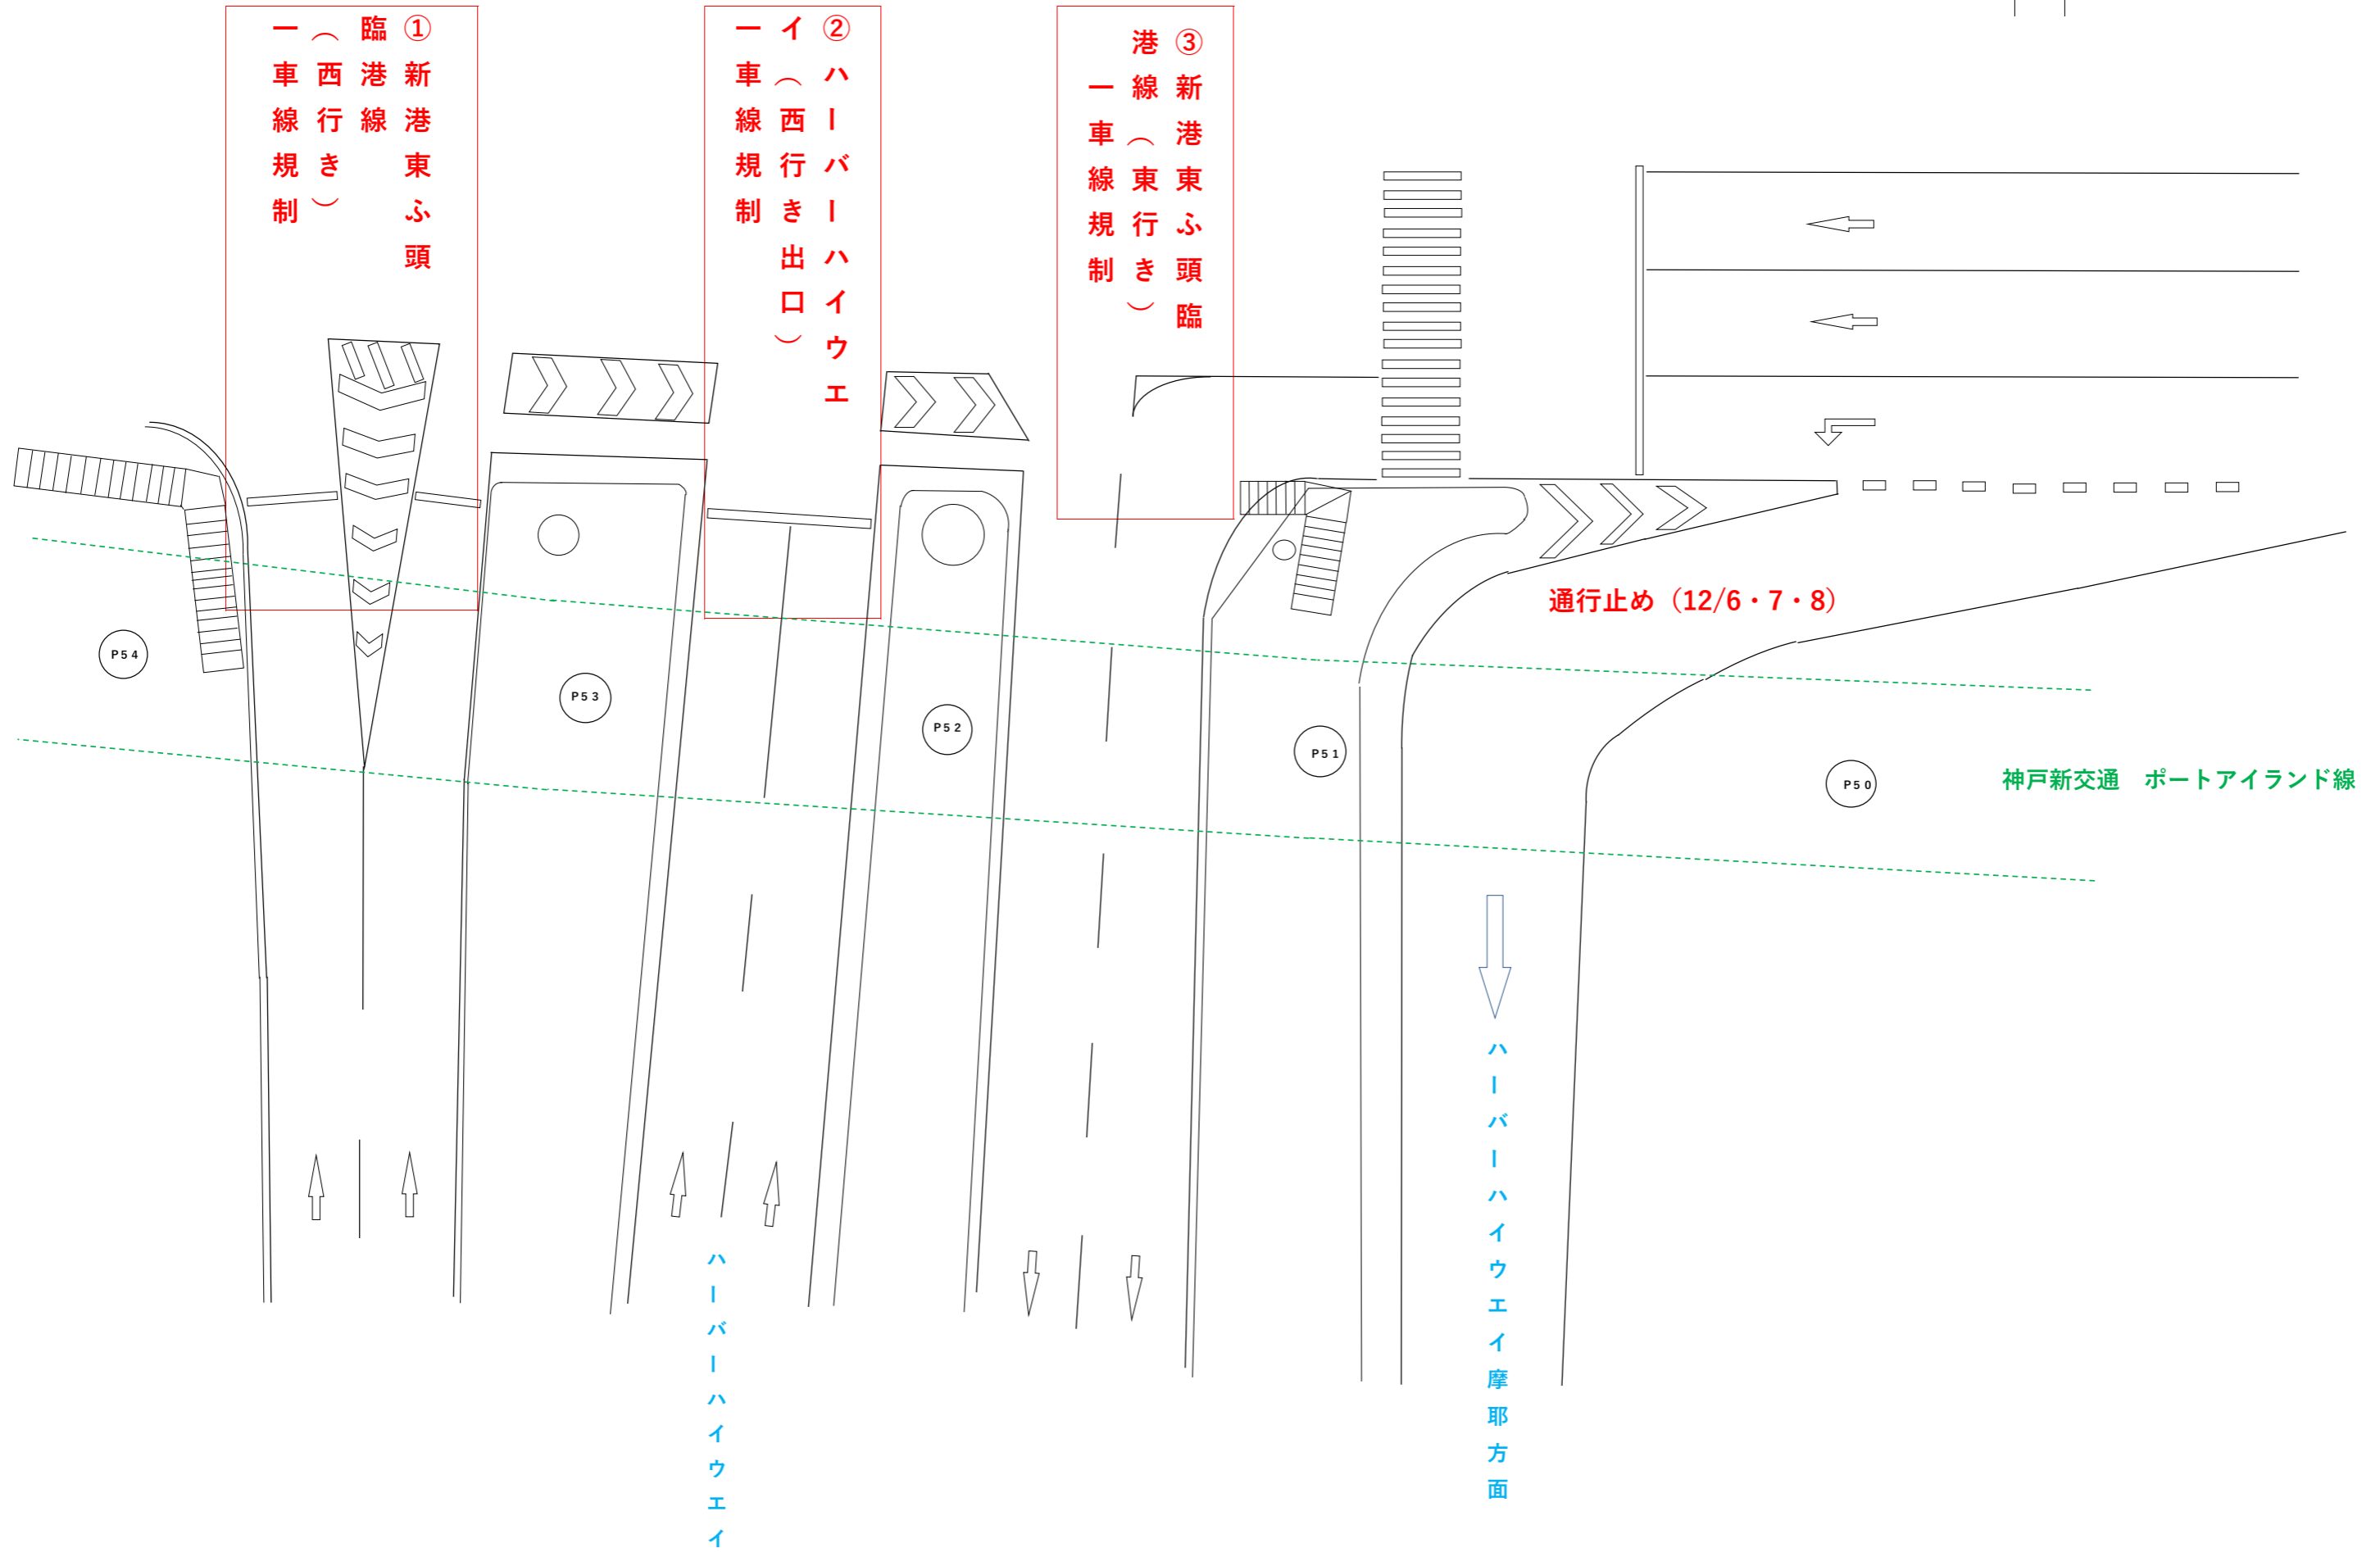 ①新港東ふ頭
臨港線
（西行き）
一車線規制
②ハーバーハイウエ
イ（西行き出口）
一車線規制
③新港東ふ頭臨
港線（東行き）
一車線規制
通行止め（12/6・7・8）
P54
P53
P52
P51
P50
神戸新交通　ポートアイランド線
ハーバーハイウエイ摩耶方面
ハーバーハイウエイ